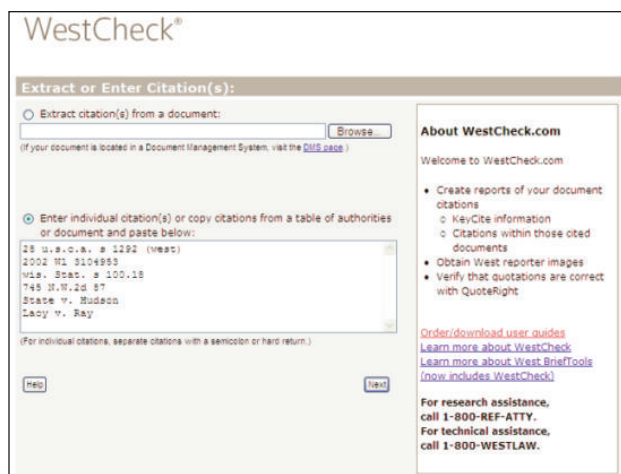 WestCheck®
Extract or Enter Citation(s):
Extract citation(s) from a document:
Browse...
(If your document is located in a Document Management System, visit the DMS page.)
Enter individual citation(s) or copy citations from a table of authorities
or document and paste below:
28 u.s.c.a. s 1292 (west)
2002 Wl 3104953
wis. Stat. s 100.18
745 N.W.2d 87
State v. Hudson
Lacy v. Ray
(For individual citations, separate citations with a semicolon or hard return.)
Help
Next
About WestCheck.com
Welcome to WestCheck.com
Create reports of your document
citations
KeyCite information
Citations within those cited
documents
Obtain West reporter images
Verify that quotations are correct
with QuoteRight
Order/download user guides
Learn more about WestCheck
Learn more about West BriefTools
(now includes WestCheck)
For research assistance,
call 1-800-REF-ATTY.
For technical assistance,
call 1-800-WESTLAW.